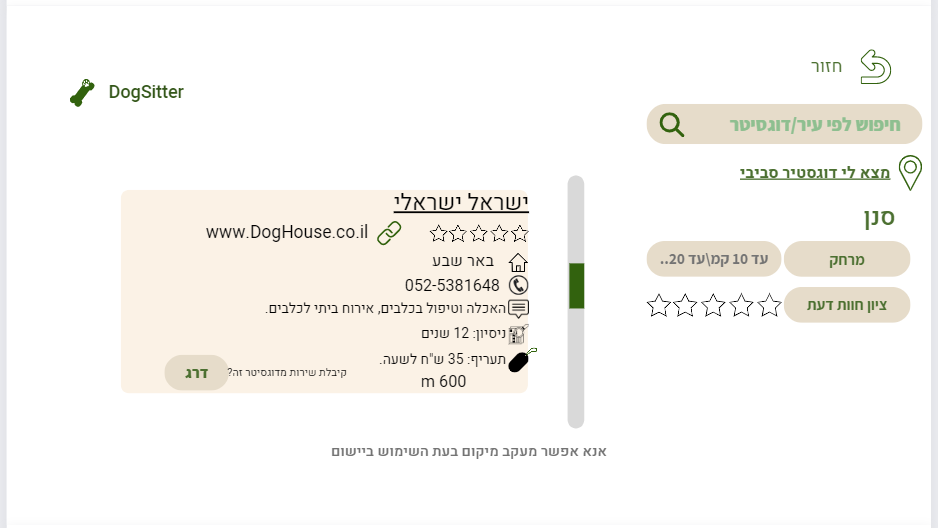 חזור
DogSitter
חיפוש לפי עיר/דוגסיטר
מצא לי דוגסטיר סביבי
סנן
מרחק
עד 10 קמ\עד 20..
ציון חוות דעת
ישראל ישראלי
www.DogHouse.co.il
באר שבע
052-5381648
האכלה וטיפול בכלבים, אירוח ביתי לכלבים.
ניסיון: 12 שנים
תעריף: 35 ש"ח לשעה.
קיבלת שירות מדוגסיטר זה?
דרג
600 m
אנא אפשר מעקב מיקום בעת השימוש ביישום